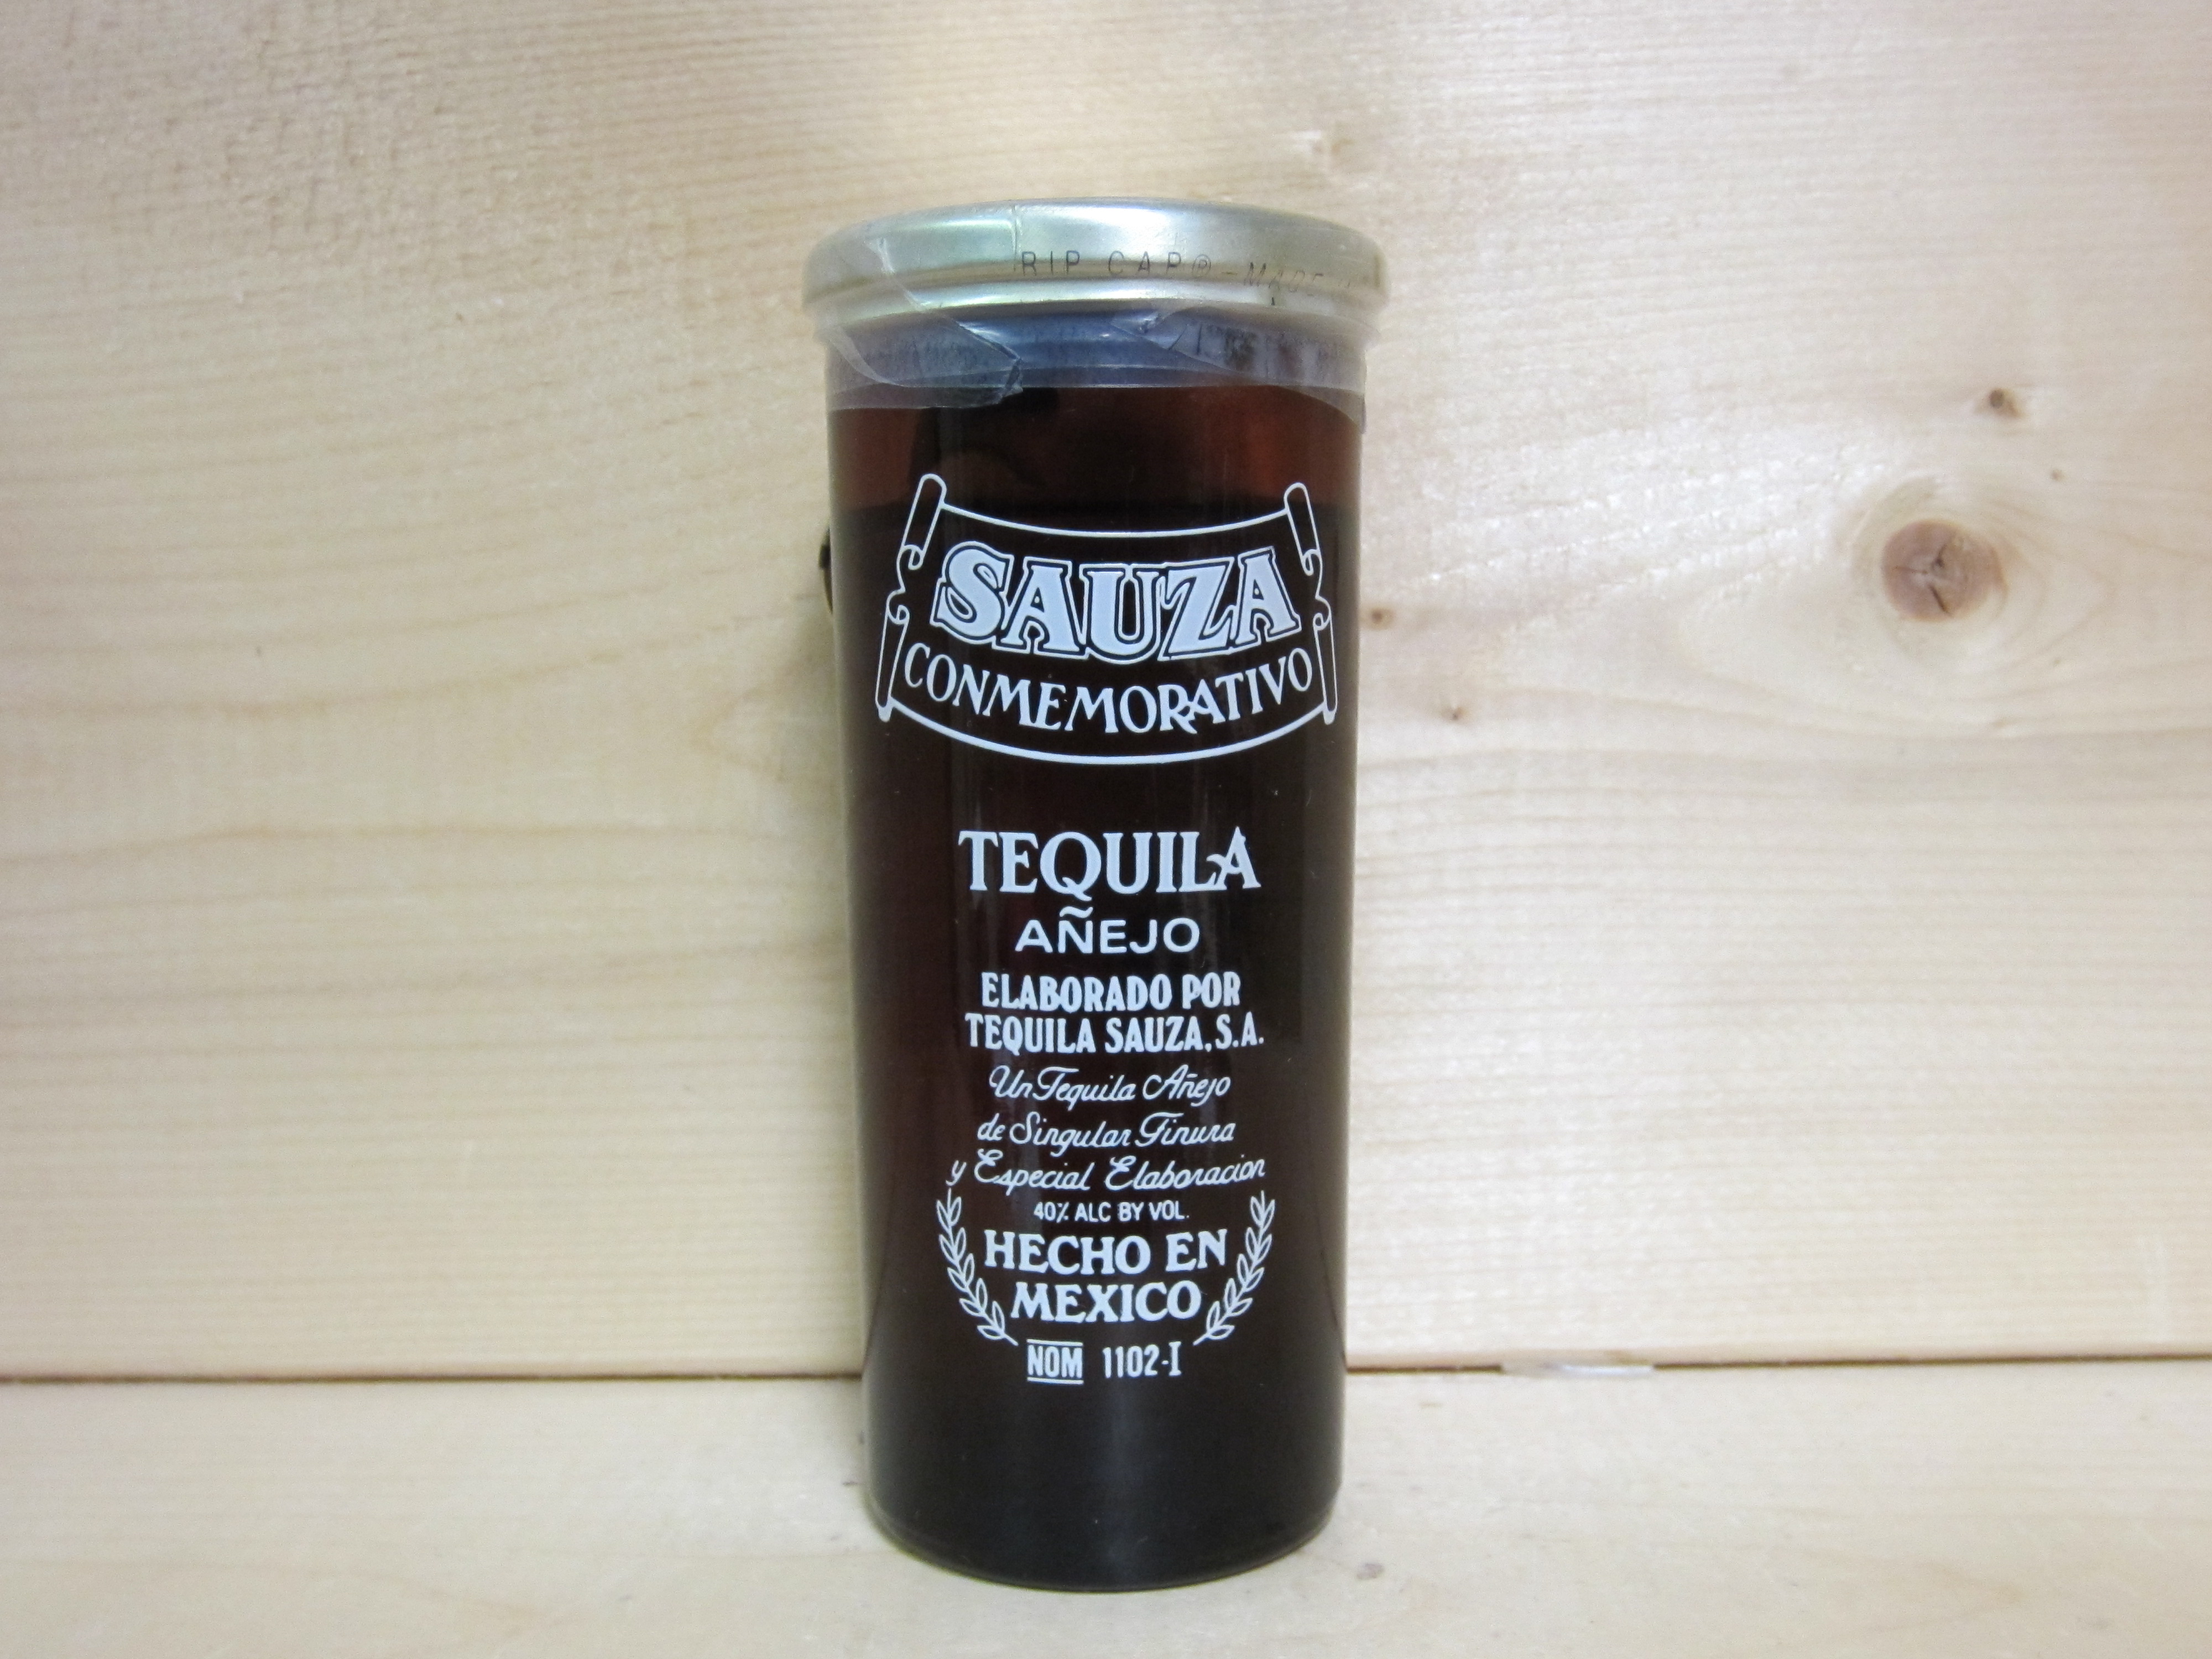 RIP CAP®-MADE
SAUZA
CONMEMORATIVO
TEQUILA
AÑEJO
ELABORADO POR
TEQUILA SAUZA, S.A.
Un Tequila Añejo
de Singular Finura
y Especial Elaboracion
40% ALC BY VOL.
HECHO EN
MEXICO
NOM 1102-I